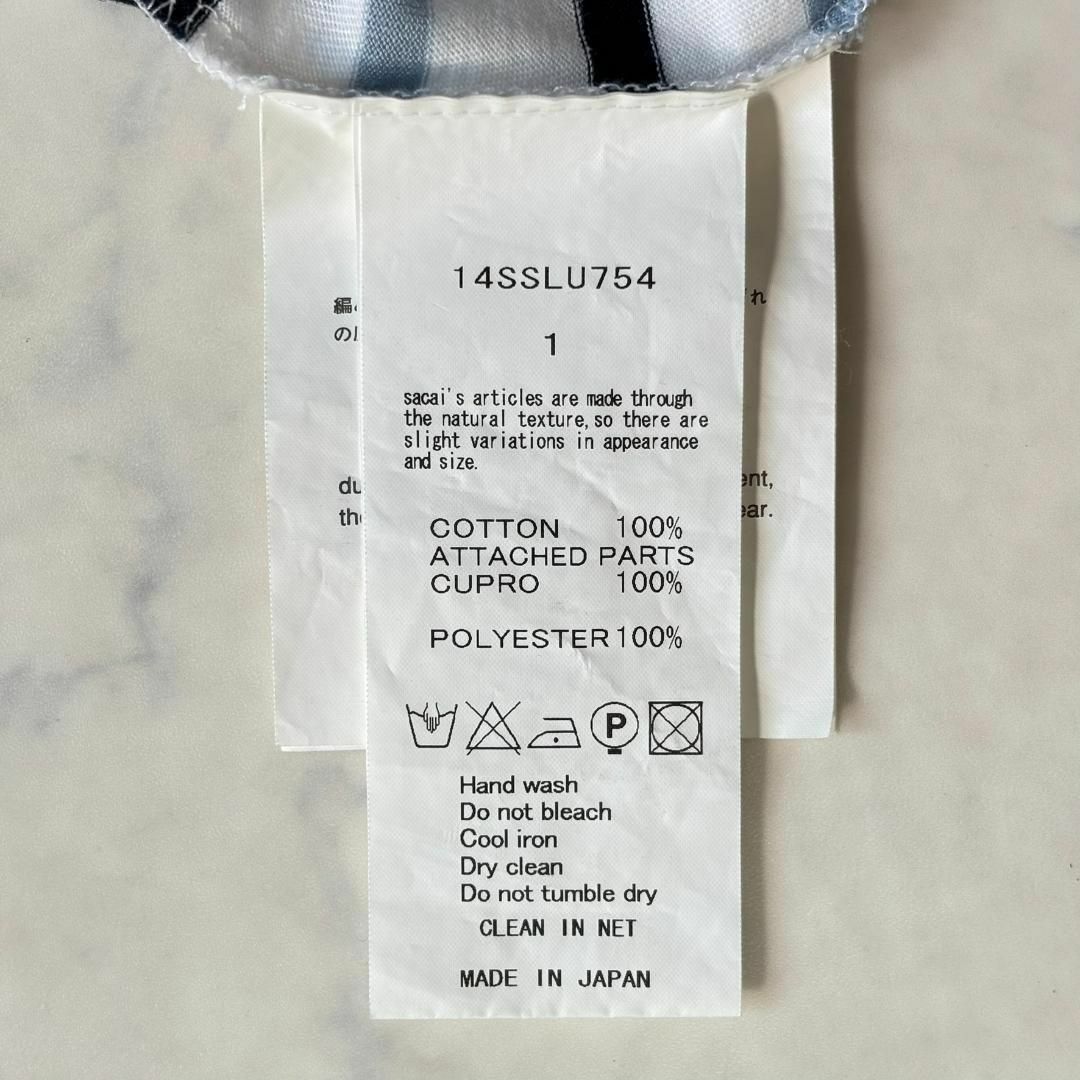 14SSLU754
1
sacai's articles are made through
the natural texture, so there are
slight variations in appearance
and size.
COTTON 100%
ATTACHED PARTS
CUPRO 100%
POLYESTER 100%
P
Hand wash
Do not bleach
Cool iron
Dry clean
Do not tumble dry
CLEAN IN NET
MADE IN JAPAN